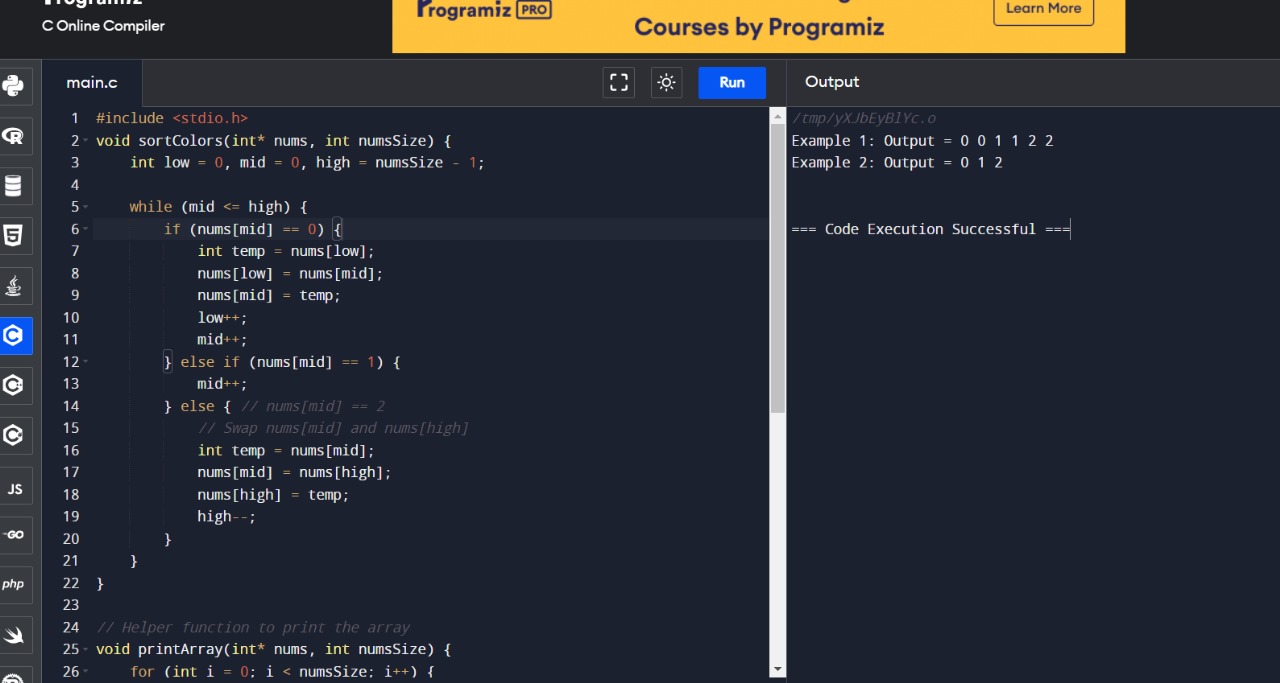 Programiz
C Online Compiler
Programiz PRO
Courses by Programiz
Learn More
main.c
Run
Output
1 #include <stdio.h>
2 void sortColors(int* nums, int numsSize) {
3     int low = 0, mid = 0, high = numsSize - 1;
4
5     while (mid <= high) {
6         if (nums[mid] == 0) {
7             int temp = nums[low];
8             nums[low] = nums[mid];
9             nums[mid] = temp;
10             low++;
11             mid++;
12         } else if (nums[mid] == 1) {
13             mid++;
14         } else { // nums[mid] == 2
15             // Swap nums[mid] and nums[high]
16             int temp = nums[mid];
17             nums[mid] = nums[high];
18             nums[high] = temp;
19             high--;
20         }
21     }
22 }
23
24 // Helper function to print the array
25 void printArray(int* nums, int numsSize) {
26     for (int i = 0; i < numsSize; i++) {
/tmp/yXJbEyBlYc.o
Example 1: Output = 0 0 1 1 2 2
Example 2: Output = 0 1 2
=== Code Execution Successful ===
JS
GO
php